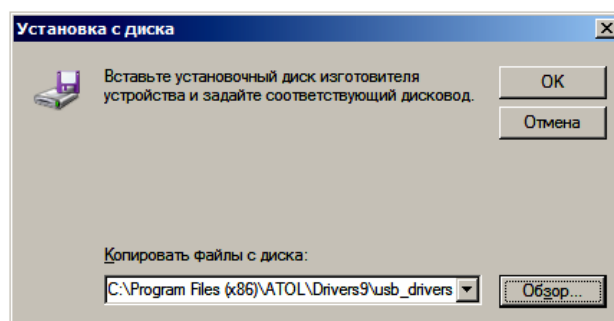 Установка с диска
Вставьте установочный диск изготовителя
устройства и задайте соответствующий дисковод.
OK
Отмена
Копировать файлы с диска:
C:\Program Files (x86)\ATOL\Drivers9\usb_drivers
Обзор...